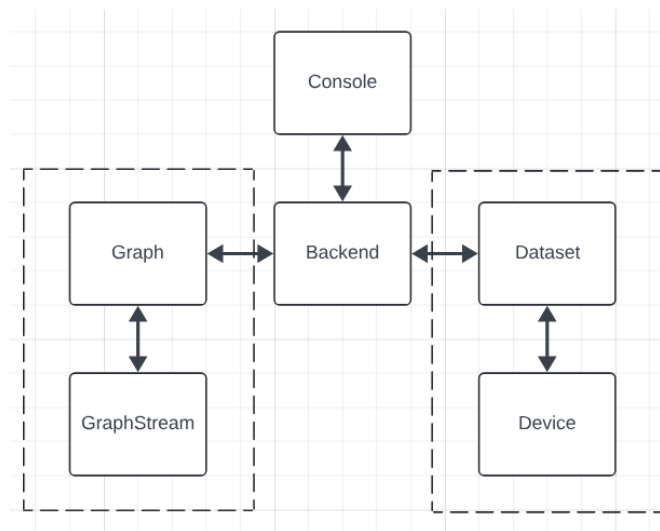 Console
Graph
Backend
Dataset
GraphStream
Device